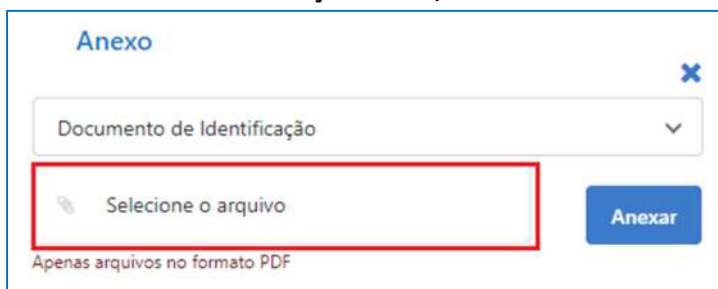 Anexo
Documento de Identificação
Selecione o arquivo
Anexar
Apenas arquivos no formato PDF